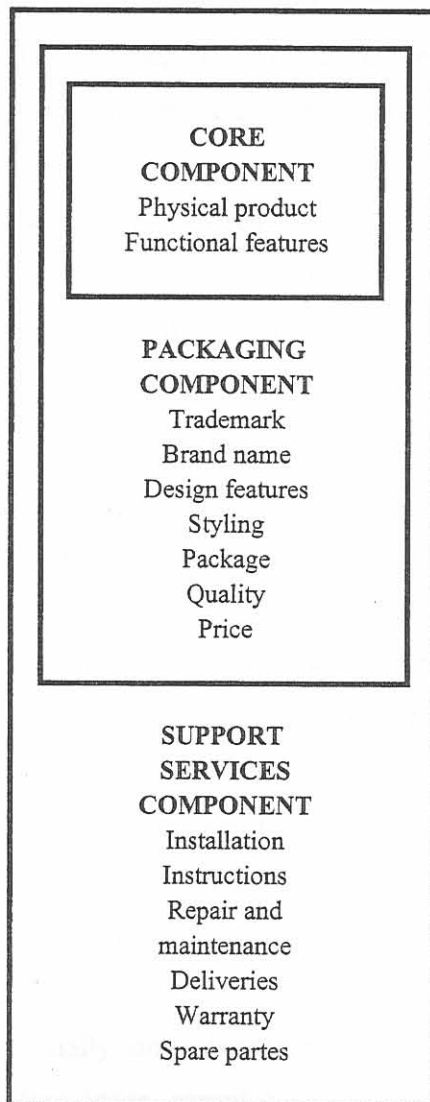 CORE
COMPONENT
Physical product
Functional features
PACKAGING
COMPONENT
Trademark
Brand name
Design features
Styling
Package
Quality
Price
SUPPORT
SERVICES
COMPONENT
Installation
Instructions
Repair and
maintenance
Deliveries
Warranty
Spare partes